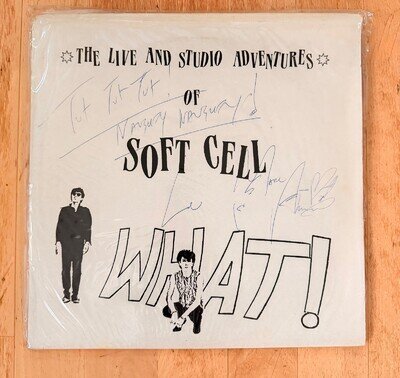 THE LIVE AND STUDIO ADVENTURES
Tut Tut Tut!
OF
Naughty Naughty!
SOFT CELL
WHAT!